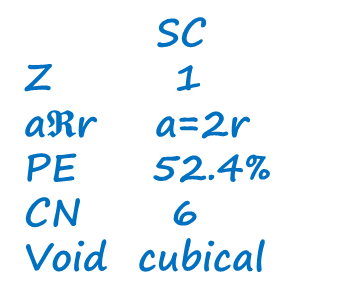 SC
Z 1
aℜr a=2r
PE 52.4%
CN 6
Void cubical